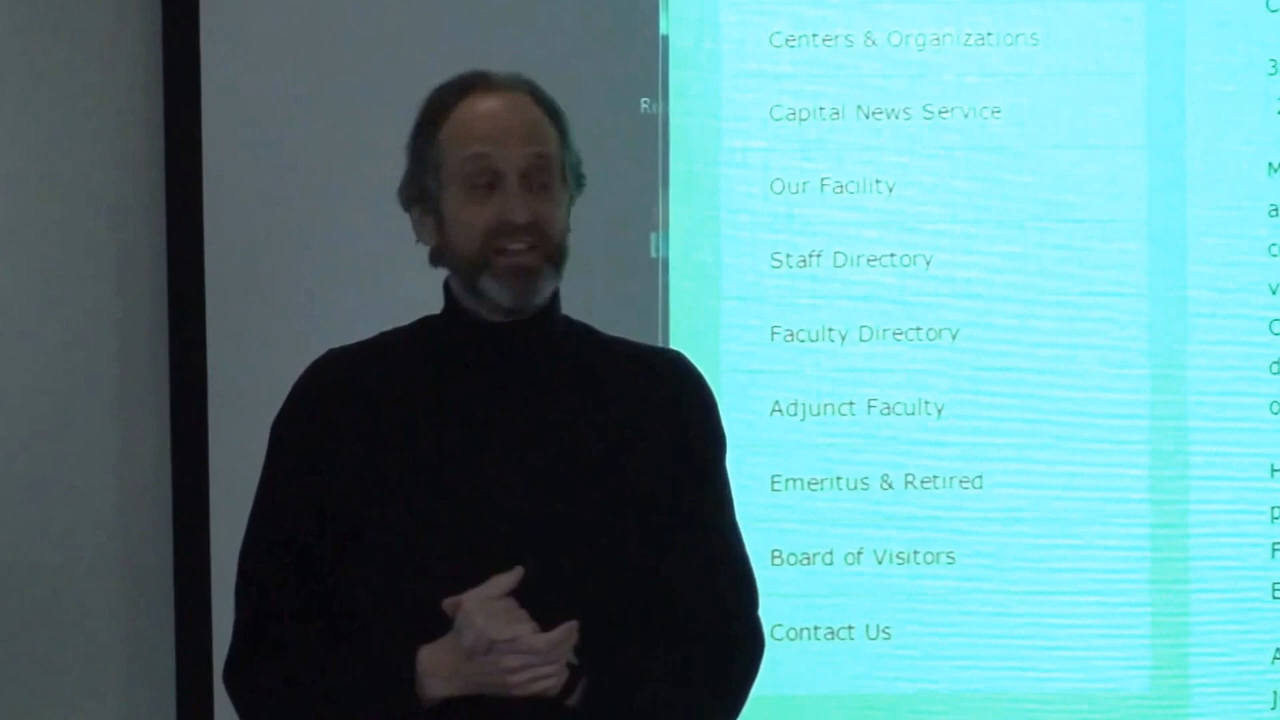 Centers & Organizations
Capital News Service
Our Facility
Staff Directory
Faculty Directory
Adjunct Faculty
Emeritus & Retired
Board of Visitors
Contact Us